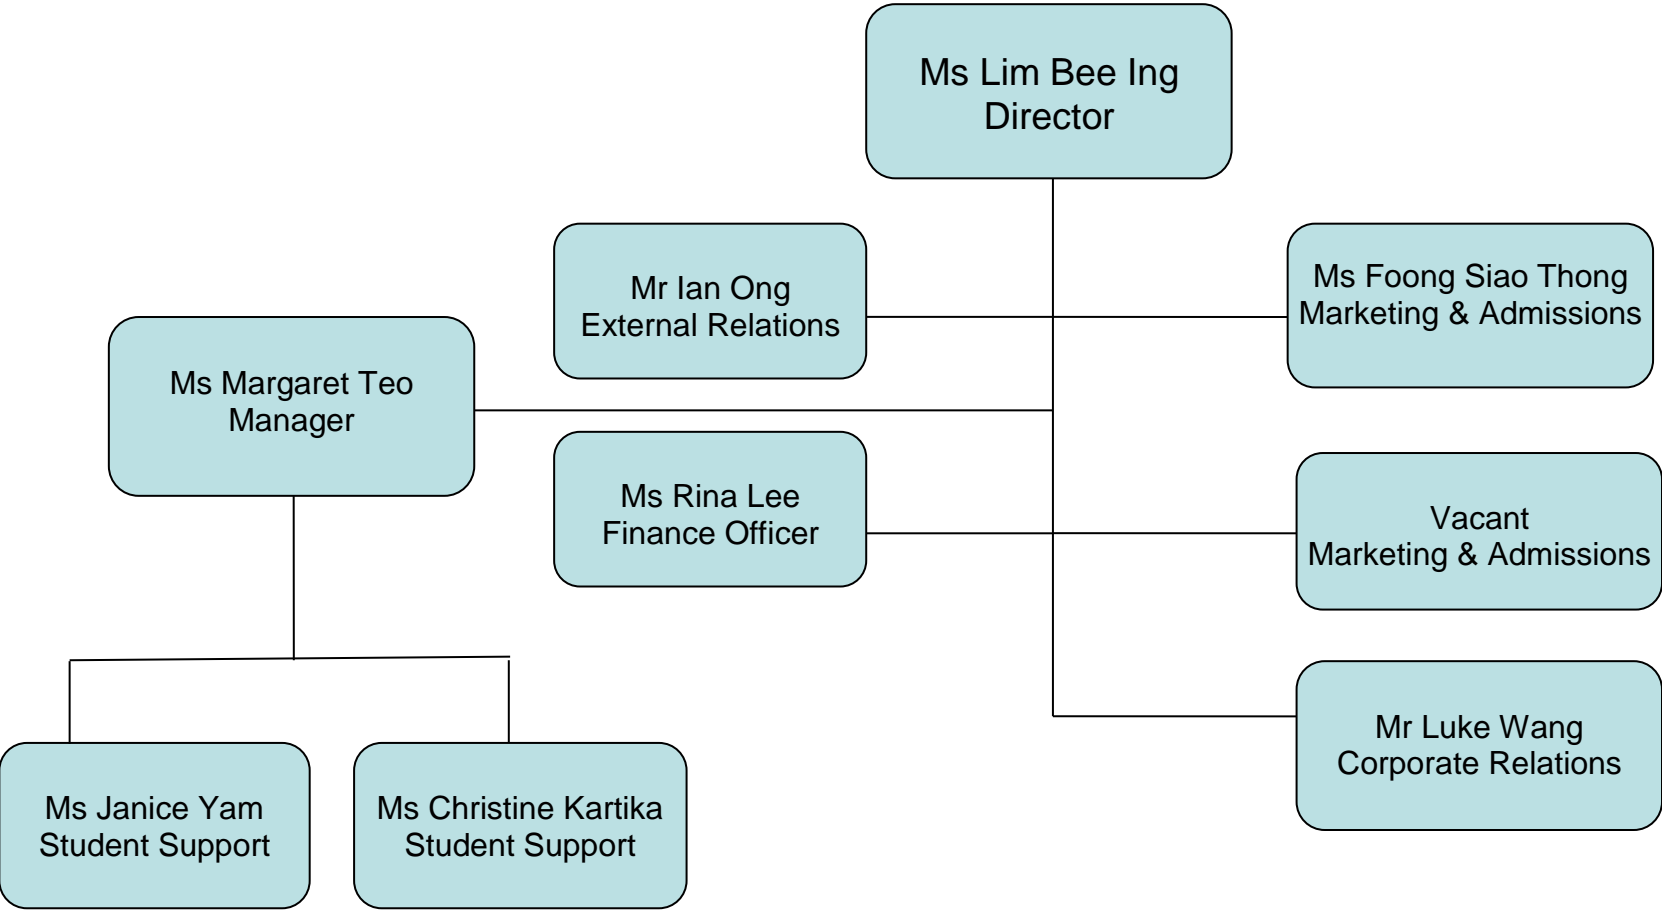 Ms Lim Bee Ing
Director
Mr Ian Ong
External Relations
Ms Foong Siao Thong
Marketing & Admissions
Ms Margaret Teo
Manager
Ms Rina Lee
Finance Officer
Vacant
Marketing & Admissions
Mr Luke Wang
Corporate Relations
Ms Janice Yam
Student Support
Ms Christine Kartika
Student Support